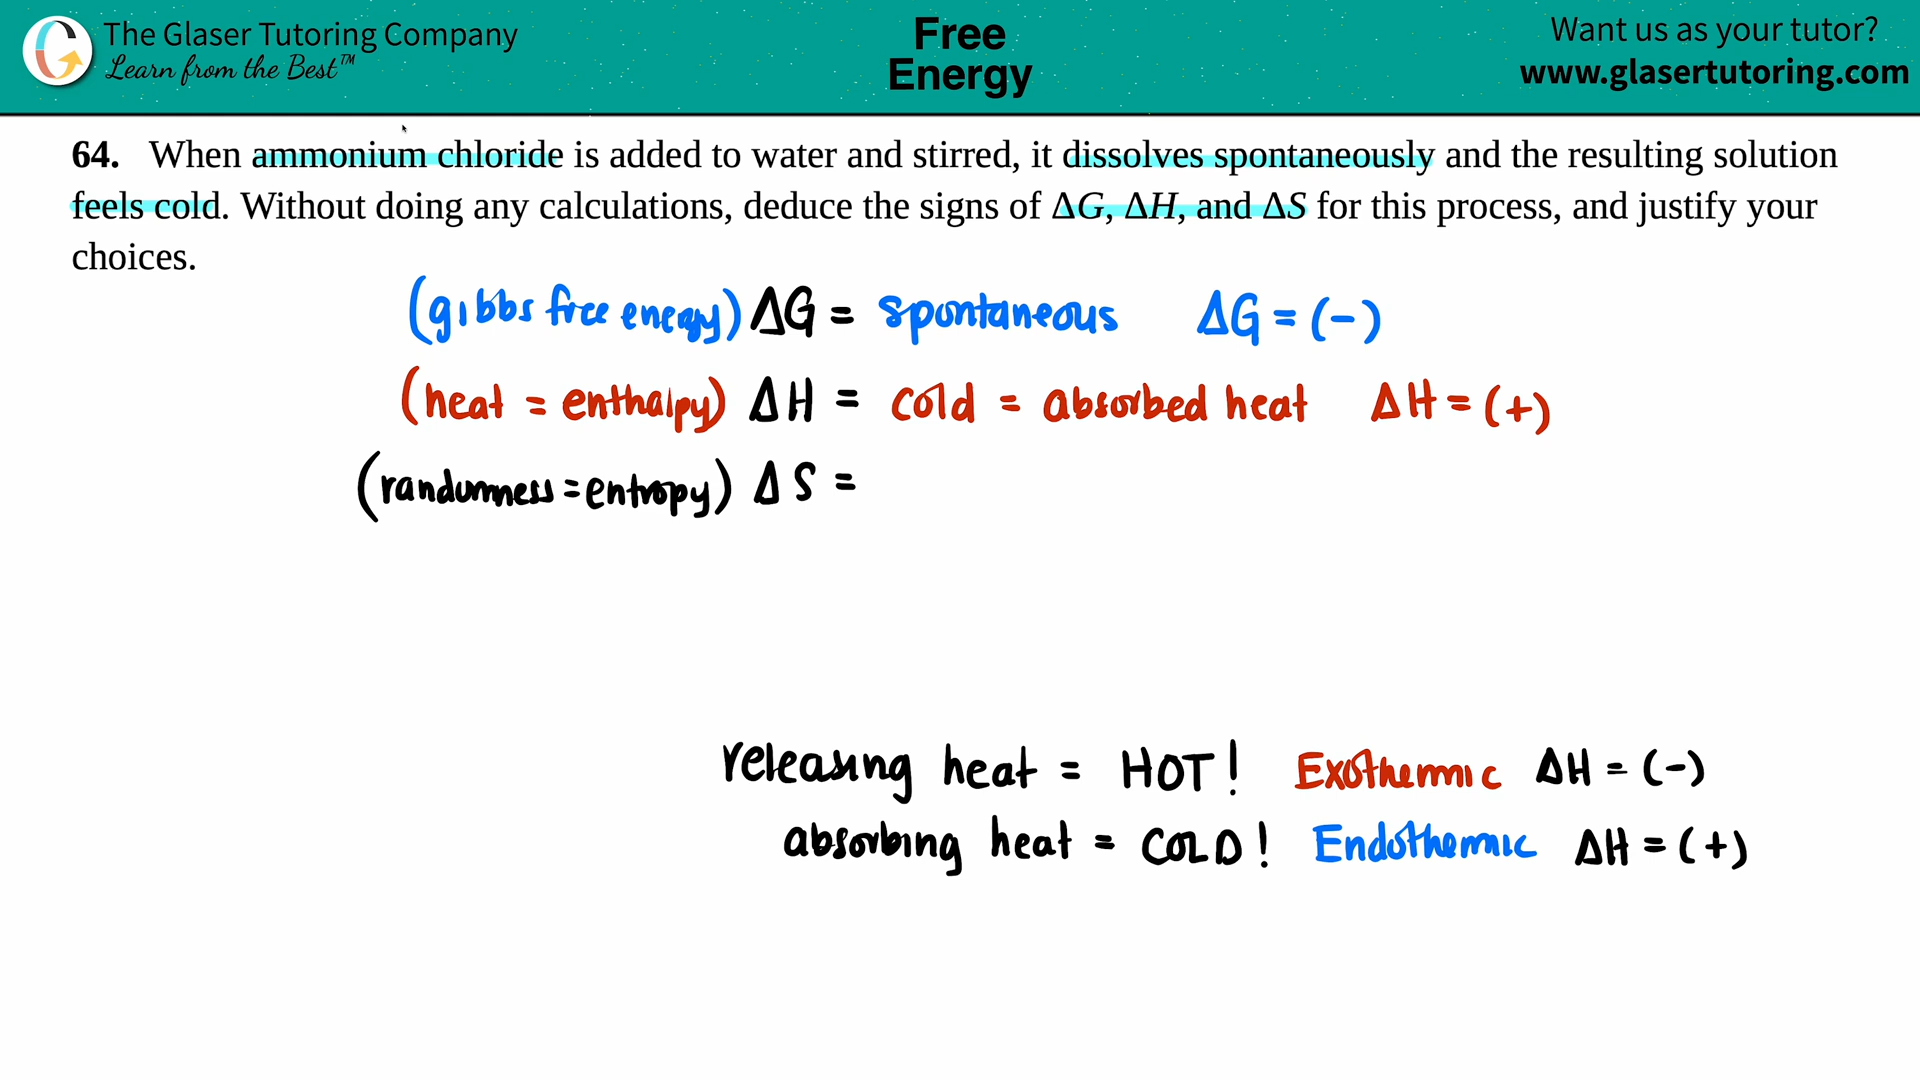 The Glaser Tutoring Company
Learn from the Best™
Free
Energy
Want us as your tutor?
www.glasertutoring.com
64. When ammonium chloride is added to water and stirred, it dissolves spontaneously and the resulting solution
feels cold. Without doing any calculations, deduce the signs of ΔG, ΔH, and ΔS for this process, and justify your
choices.
(gibbs free energy) ΔG = spontaneous ΔG = (-)
(heat = enthalpy) ΔH = cold = absorbed heat ΔH = (+)
(randomness = entropy) ΔS =
releasing heat = HOT! Exothermic ΔH = (-)
absorbing heat = COLD! Endothermic ΔH = (+)